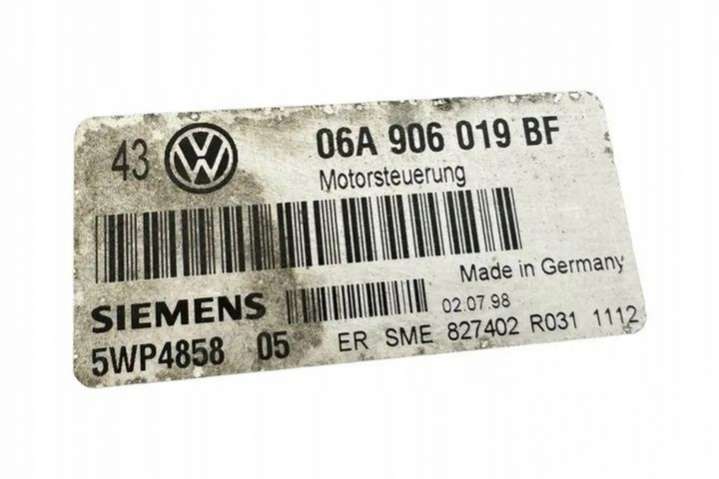 43 VW 06A 906 019 BF
Motorsteuerung
Made in Germany
SIEMENS 02.07.98
5WP4858 05 ER SME 827402 R031 1112